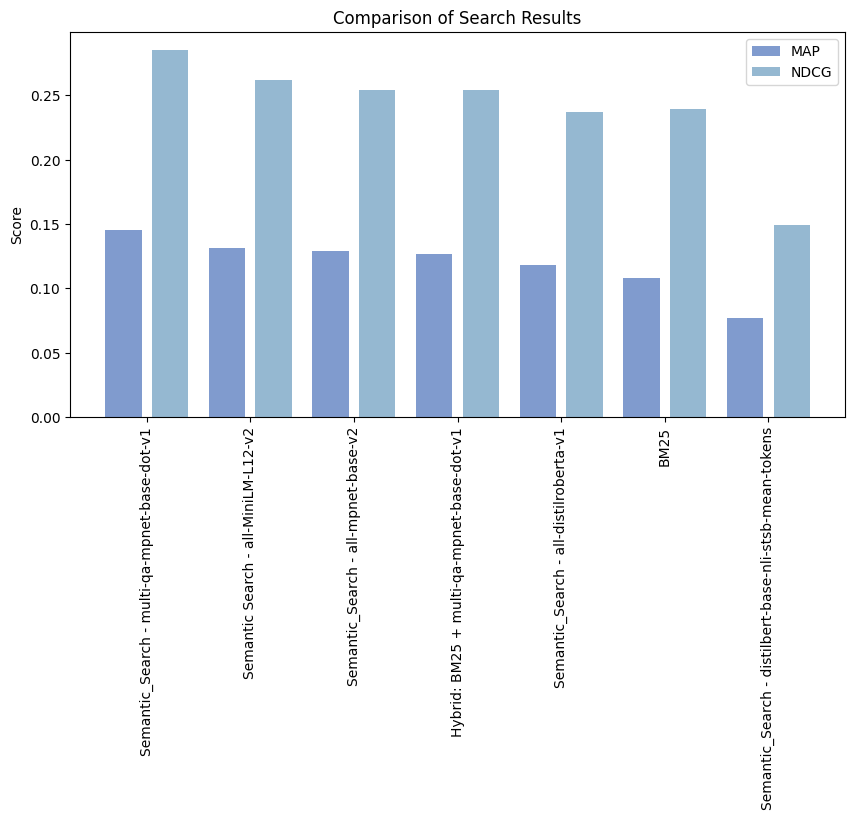 Comparison of Search Results
MAP
NDCG
Score
0.25
0.20
0.15
0.10
0.05
0.00
Semantic_Search - multi-qa-mpnet-base-dot-v1
Semantic Search - all-MiniLM-L12-v2
Semantic_Search - all-mpnet-base-v2
Hybrid: BM25 + multi-qa-mpnet-base-dot-v1
Semantic_Search - all-distilroberta-v1
BM25
Semantic_Search - distilbert-base-nli-stsb-mean-tokens